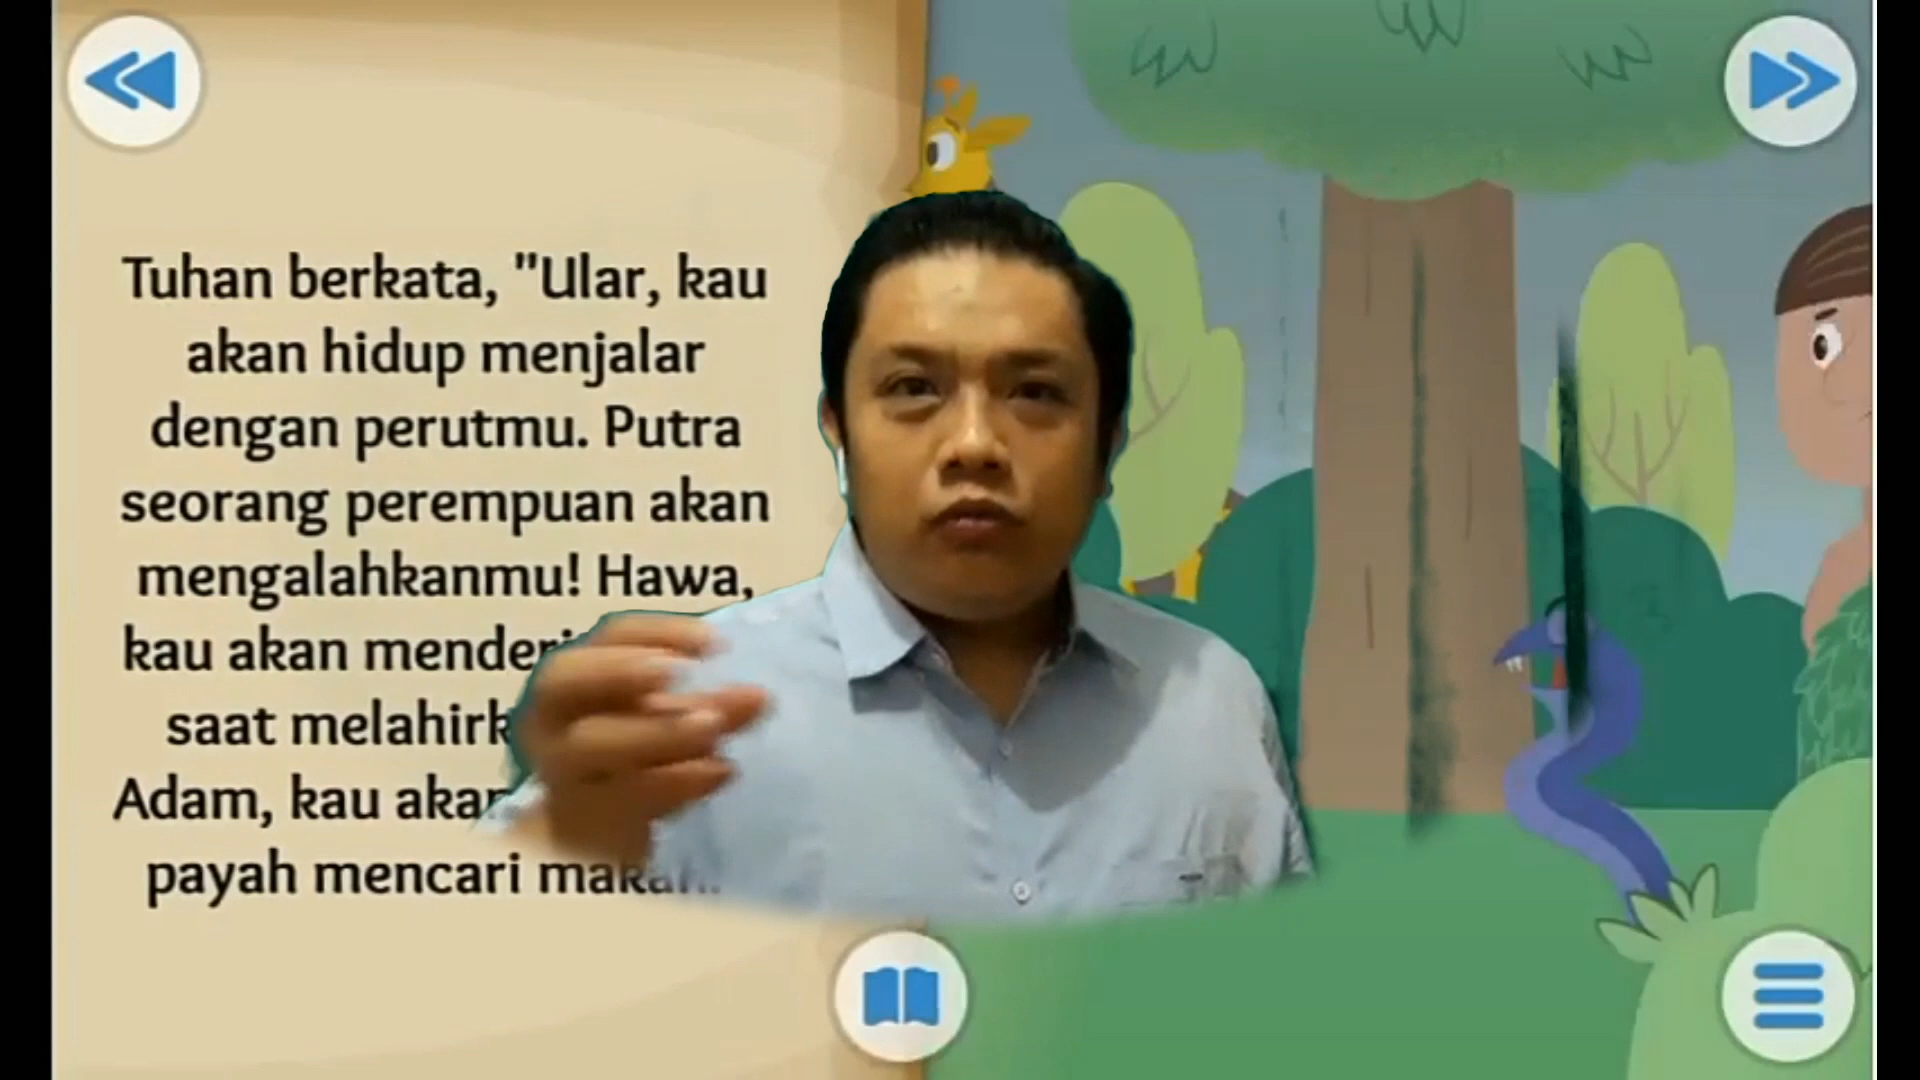 Tuhan berkata, "Ular, kau
akan hidup menjalar
dengan perutmu. Putra
seorang perempuan akan
mengalahkanmu! Hawa,
kau akan
saat
Adam, kau
payah mencari